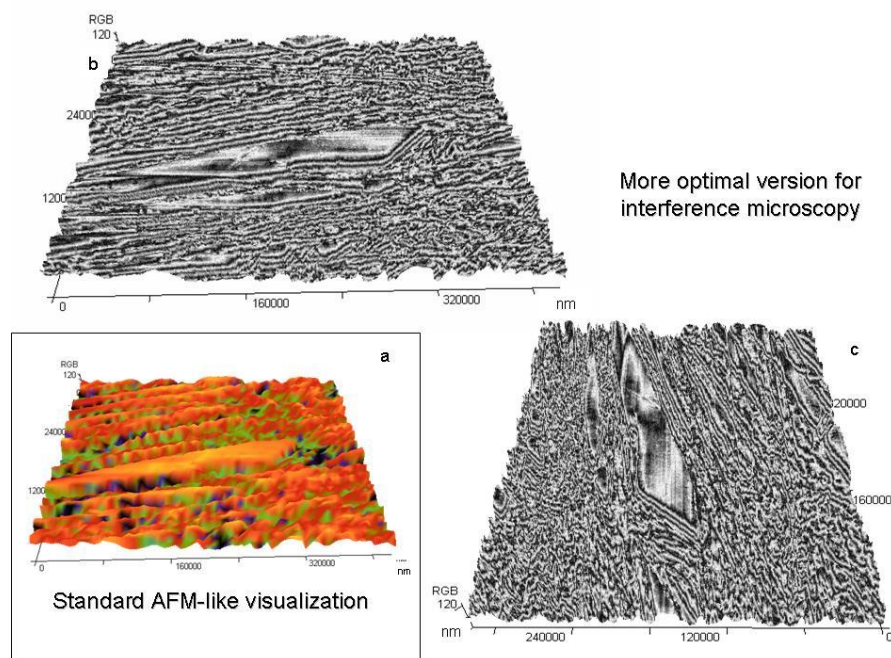 RGB
120
b
24000
1200
0
160000
320000
nm
More optimal version for
interference microscopy
a
RGB
120
24000
1200
0
160000
320000
nm
Standard AFM-like visualization
c
20000
160000
RGB
120
nm
240000
120000
0